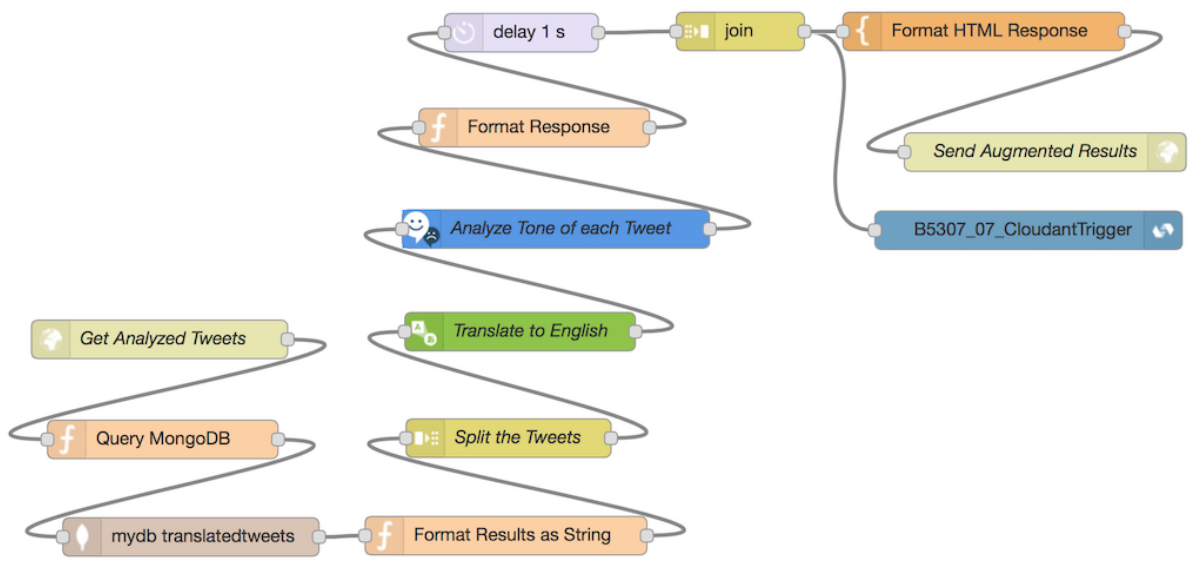 delay 1 s
join
Format HTML Response
Format Response
Send Augmented Results
Analyze Tone of each Tweet
B5307_07_CloudantTrigger
Translate to English
Get Analyzed Tweets
Query MongoDB
Split the Tweets
mydb translatedtweets
Format Results as String